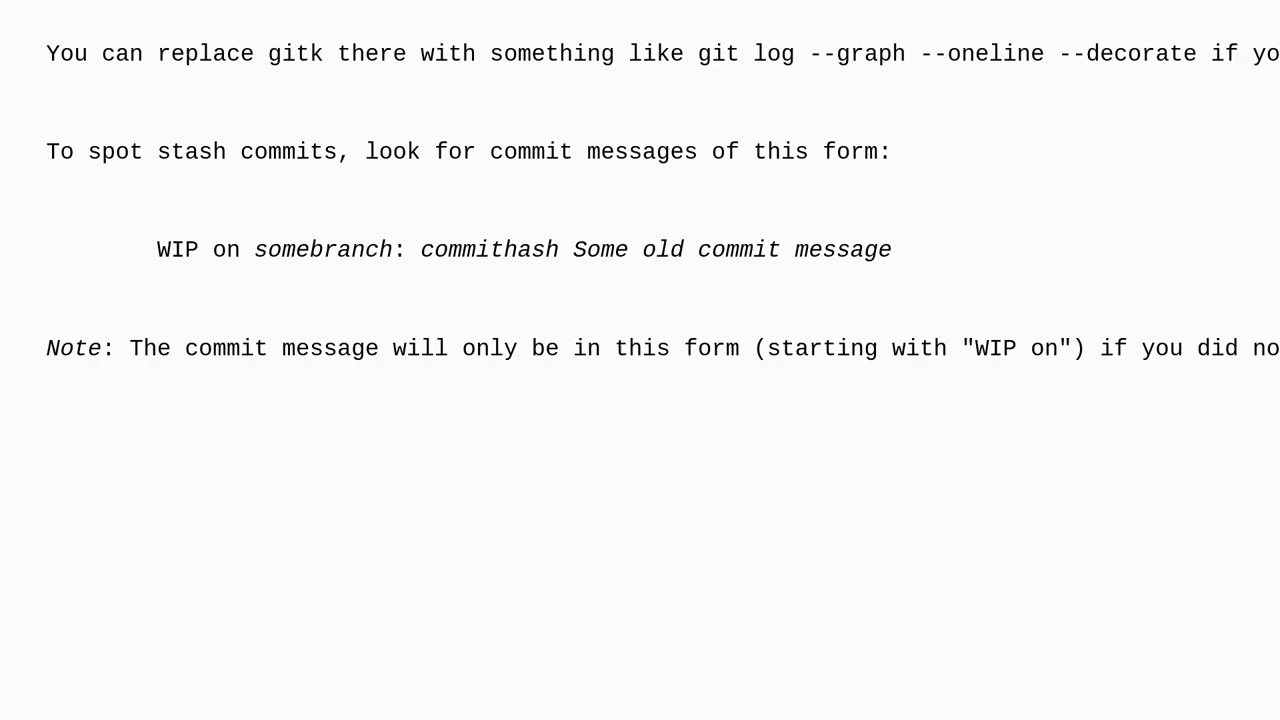 You can replace gitk there with something like git log --graph --oneline --decorate if yo
To spot stash commits, look for commit messages of this form:
WIP on somebranch: commithash Some old commit message
Note: The commit message will only be in this form (starting with "WIP on") if you did no